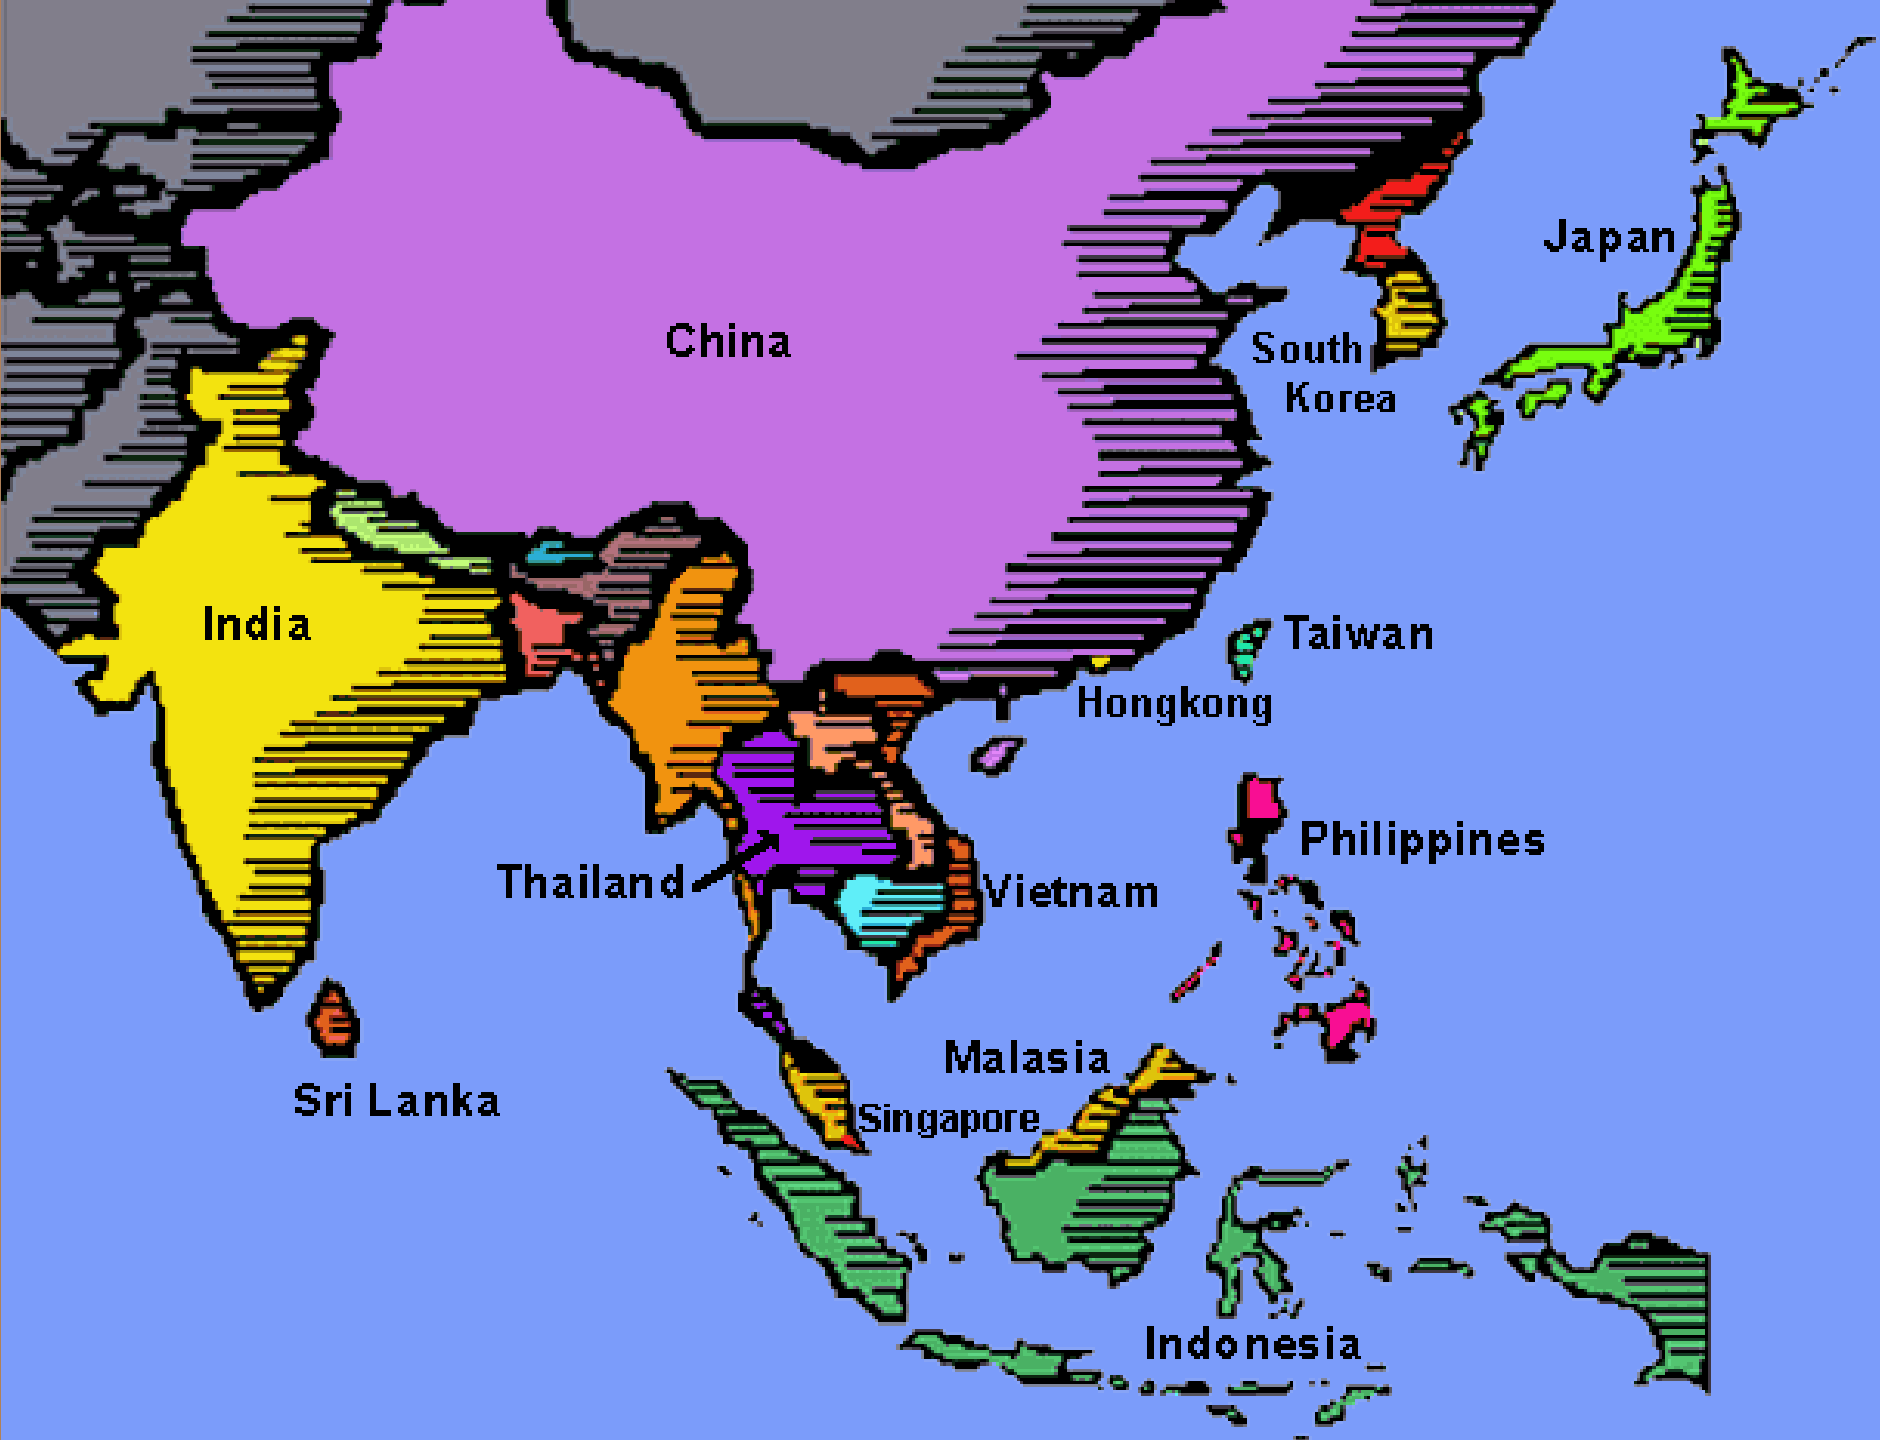 Japan
China
South
Korea
India
Taiwan
Hongkong
Philippines
Thailand
Vietnam
Malasia
Sri Lanka
Singapore
Indonesia